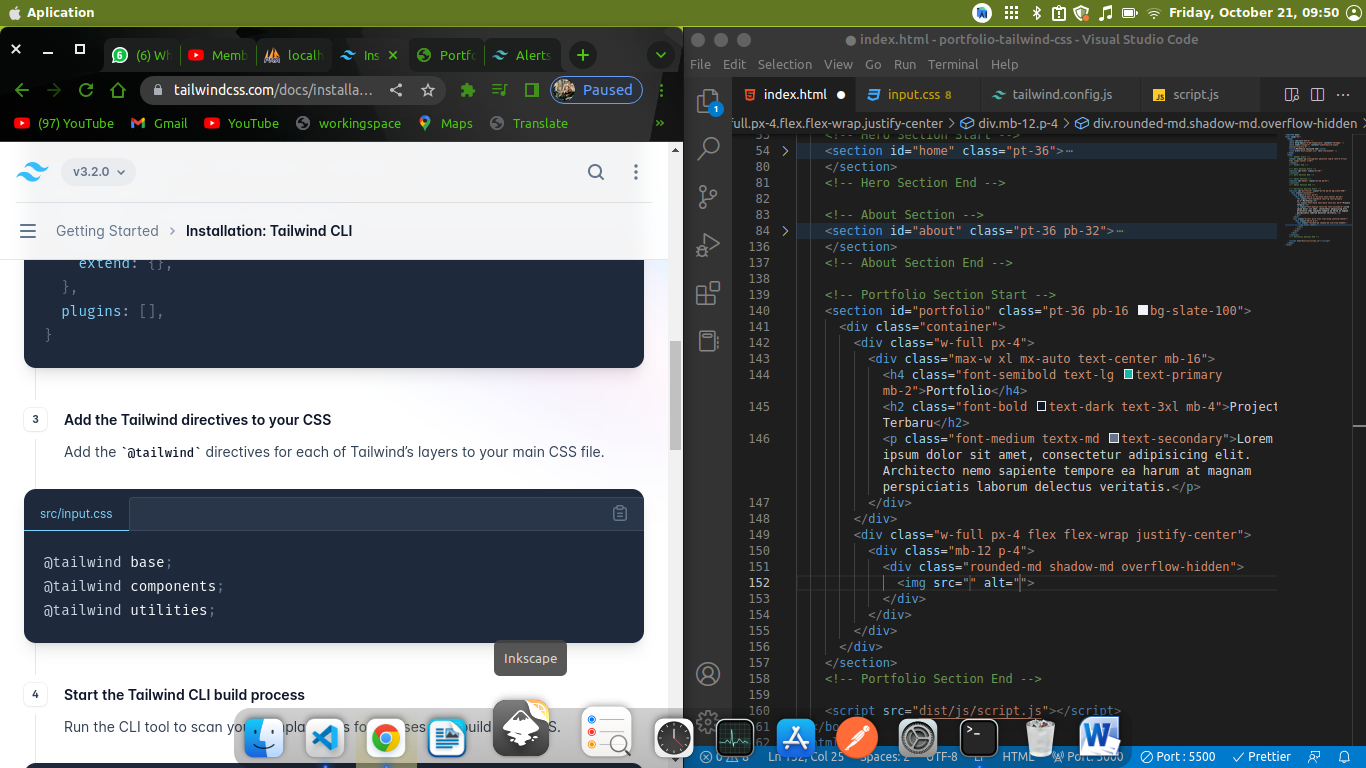 Aplication
Friday, October 21, 09:50
(6) Wh
Memb
localh
Ins
Portfo
Alerts
tailwindcss.com/docs/installa...
Paused
(97) YouTube
Gmail
YouTube
workingspace
Maps
Translate
»
v3.2.0
Getting Started
Installation: Tailwind CLI
extend: {},
},
plugins: [],
}
3
Add the Tailwind directives to your CSS
Add the `@tailwind` directives for each of Tailwind's layers to your main CSS file.
src/input.css
@tailwind base;
@tailwind components;
@tailwind utilities;
Inkscape
4
Start the Tailwind CLI build process
Run the CLI tool to scan your
CSS.
● index.html - portfolio-tailwind-css - Visual Studio Code
File Edit Selection View Go Run Terminal Help
index.html ●
input.css 8
tailwind.config.js
script.js
full.px-4.flex.flex-wrap.justify-center > div.mb-12.p-4 > div.rounded-md.shadow-md.overflow-hidden >
1
53 <!-- Hero Section Start -->
54 <section id="home" class="pt-36">⋯
80 </section>
81 <!-- Hero Section End -->
82
83 <!-- About Section -->
84 <section id="about" class="pt-36 pb-32">⋯
136 </section>
137 <!-- About Section End -->
138
139 <!-- Portfolio Section Start -->
140 <section id="portfolio" class="pt-36 pb-16 bg-slate-100">
141 <div class="container">
142 <div class="w-full px-4">
143 <div class="max-w xl mx-auto text-center mb-16">
144 <h4 class="font-semibold text-lg text-primary
mb-2">Portfolio</h4>
145 <h2 class="font-bold text-dark text-3xl mb-4">Project
Terbaru</h2>
146 <p class="font-medium textx-md text-secondary">Lorem
ipsum dolor sit amet, consectetur adipisicing elit.
Architecto nemo sapiente tempore ea harum at magnam
perspiciatis laborum delectus veritatis.</p>
147 </div>
148 </div>
149 <div class="w-full px-4 flex flex-wrap justify-center">
150 <div class="mb-12 p-4">
151 <div class="rounded-md shadow-md overflow-hidden">
152 <img src="" alt="">
153 </div>
154 </div>
155 </div>
156 </div>
157 </section>
158 <!-- Portfolio Section End -->
159
160 <script src="dist/js/script.js"></script>
161
162
Ln 152, Col 25 Spaces: 2 UTF-8 LF HTML Port: 5000 Port : 5500 Prettier